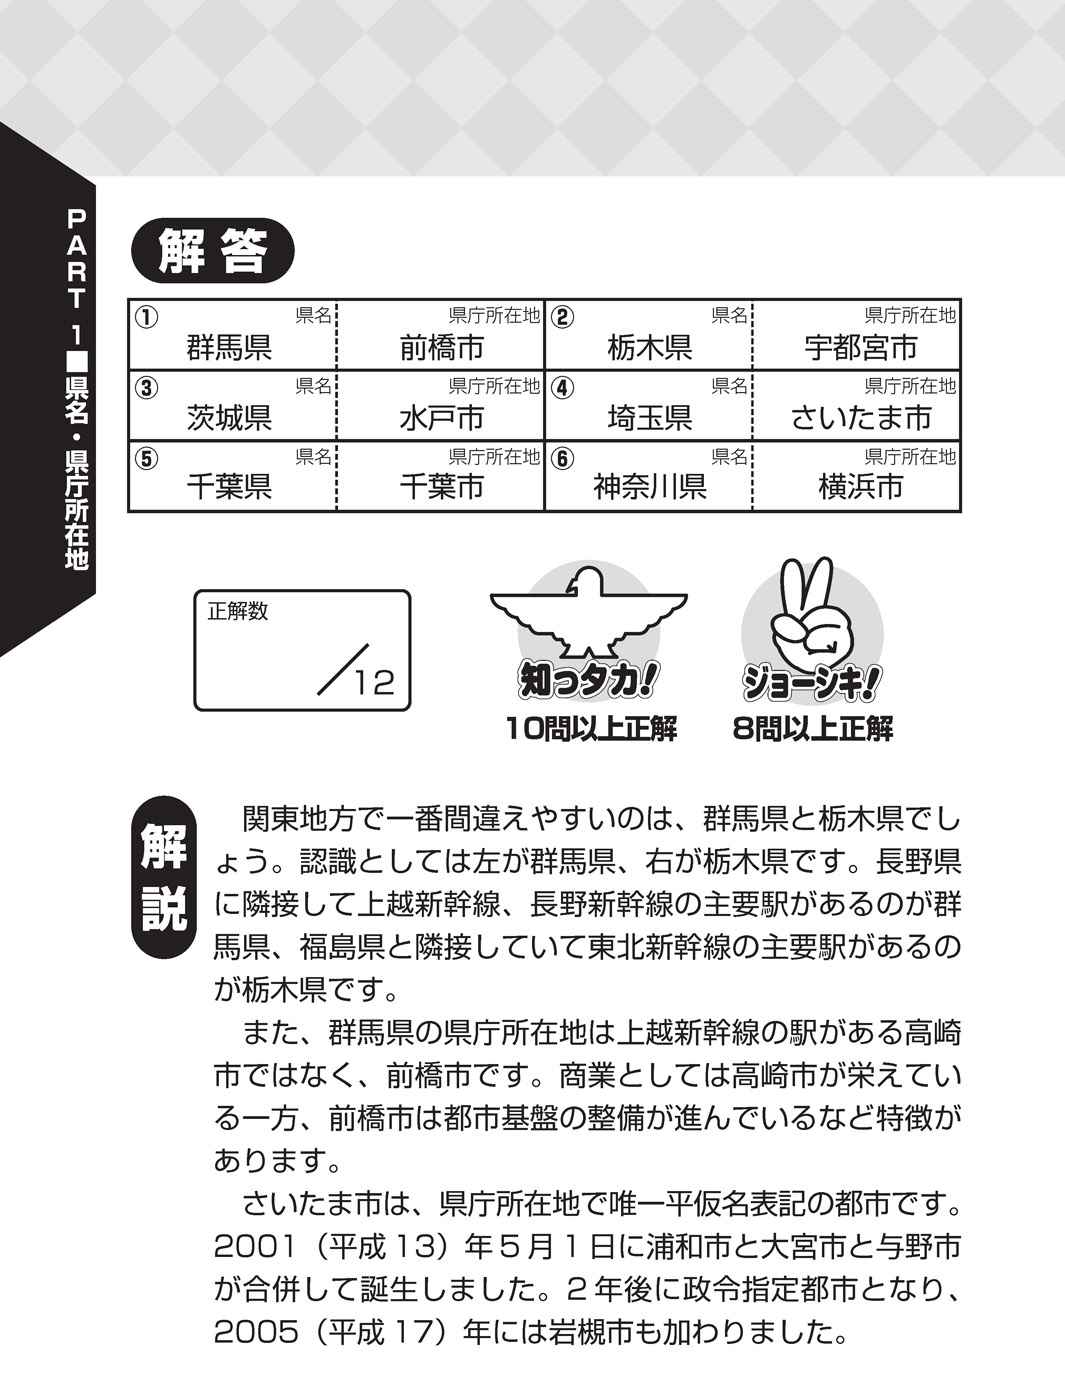 PART 1■県名・県庁所在地
解答
① 県名 県庁所在地 ② 県名 県庁所在地
群馬県 前橋市 栃木県 宇都宮市
③ 県名 県庁所在地 ④ 県名 県庁所在地
茨城県 水戸市 埼玉県 さいたま市
⑤ 県名 県庁所在地 ⑥ 県名 県庁所在地
千葉県 千葉市 神奈川県 横浜市
正解数
／12
知っタカ！
10問以上正解
ジョーシキ！
8問以上正解
解説
関東地方で一番間違えやすいのは、群馬県と栃木県でし
ょう。認識としては左が群馬県、右が栃木県です。長野県
に隣接して上越新幹線、長野新幹線の主要駅があるのが群
馬県、福島県と隣接していて東北新幹線の主要駅があるの
が栃木県です。
また、群馬県の県庁所在地は上越新幹線の駅がある高崎
市ではなく、前橋市です。商業としては高崎市が栄えてい
る一方、前橋市は都市基盤の整備が進んでいるなど特徴が
あります。
さいたま市は、県庁所在地で唯一平仮名表記の都市です。
2001（平成13）年5月1日に浦和市と大宮市と与野市
が合併して誕生しました。2年後に政令指定都市となり、
2005（平成17）年には岩槻市も加わりました。